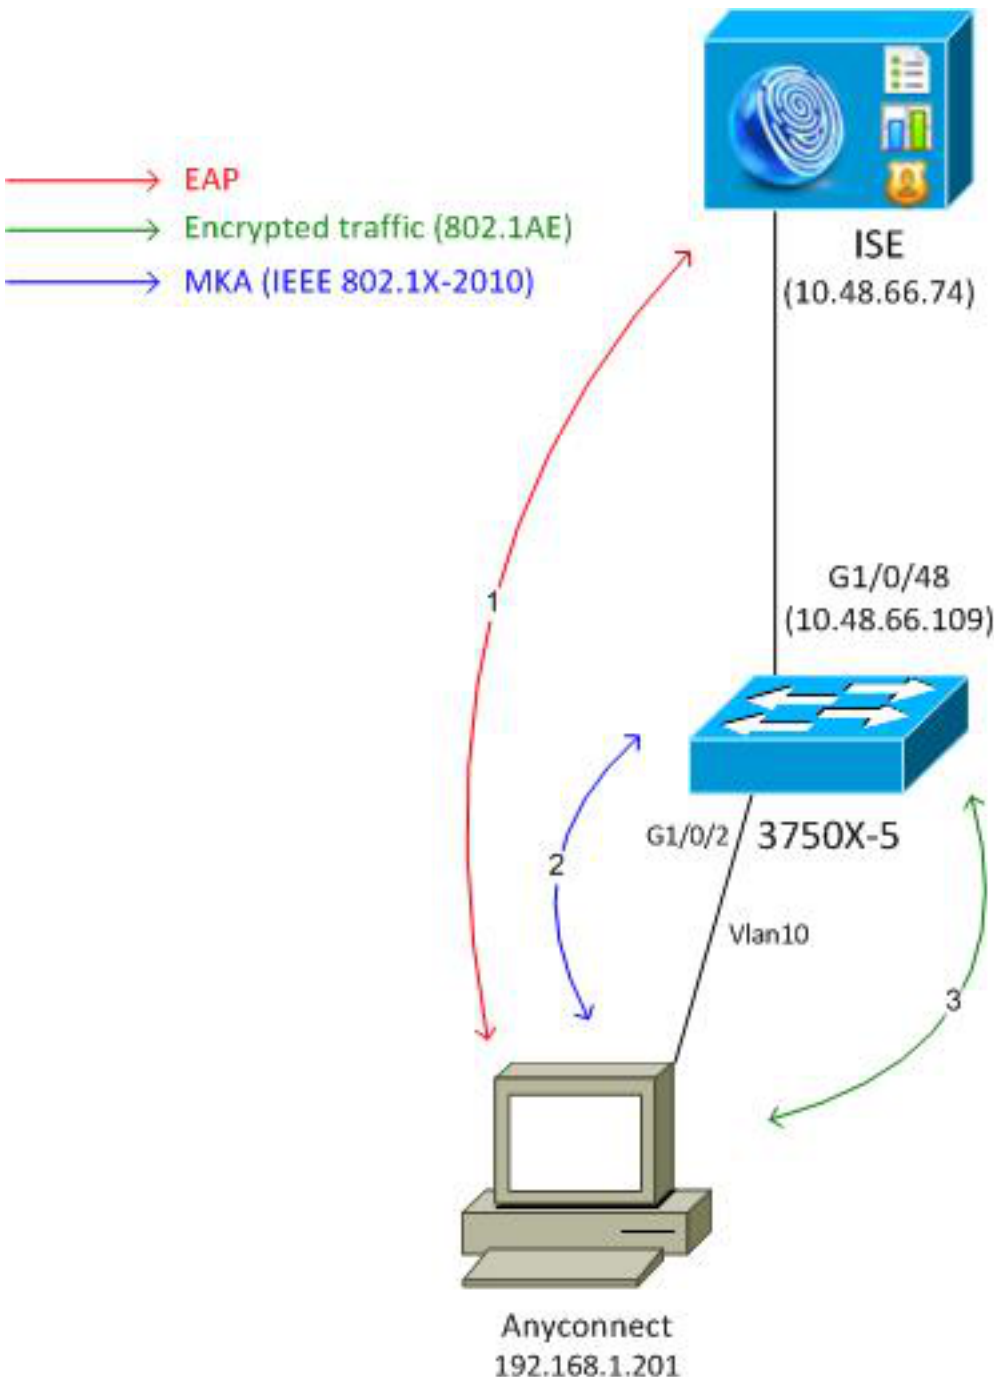 EAP
Encrypted traffic (802.1AE)
MKA (IEEE 802.1X-2010)
ISE
(10.48.66.74)
1
G1/0/48
(10.48.66.109)
2
G1/0/2
3750X-5
Vlan10
3
Anyconnect
192.168.1.201